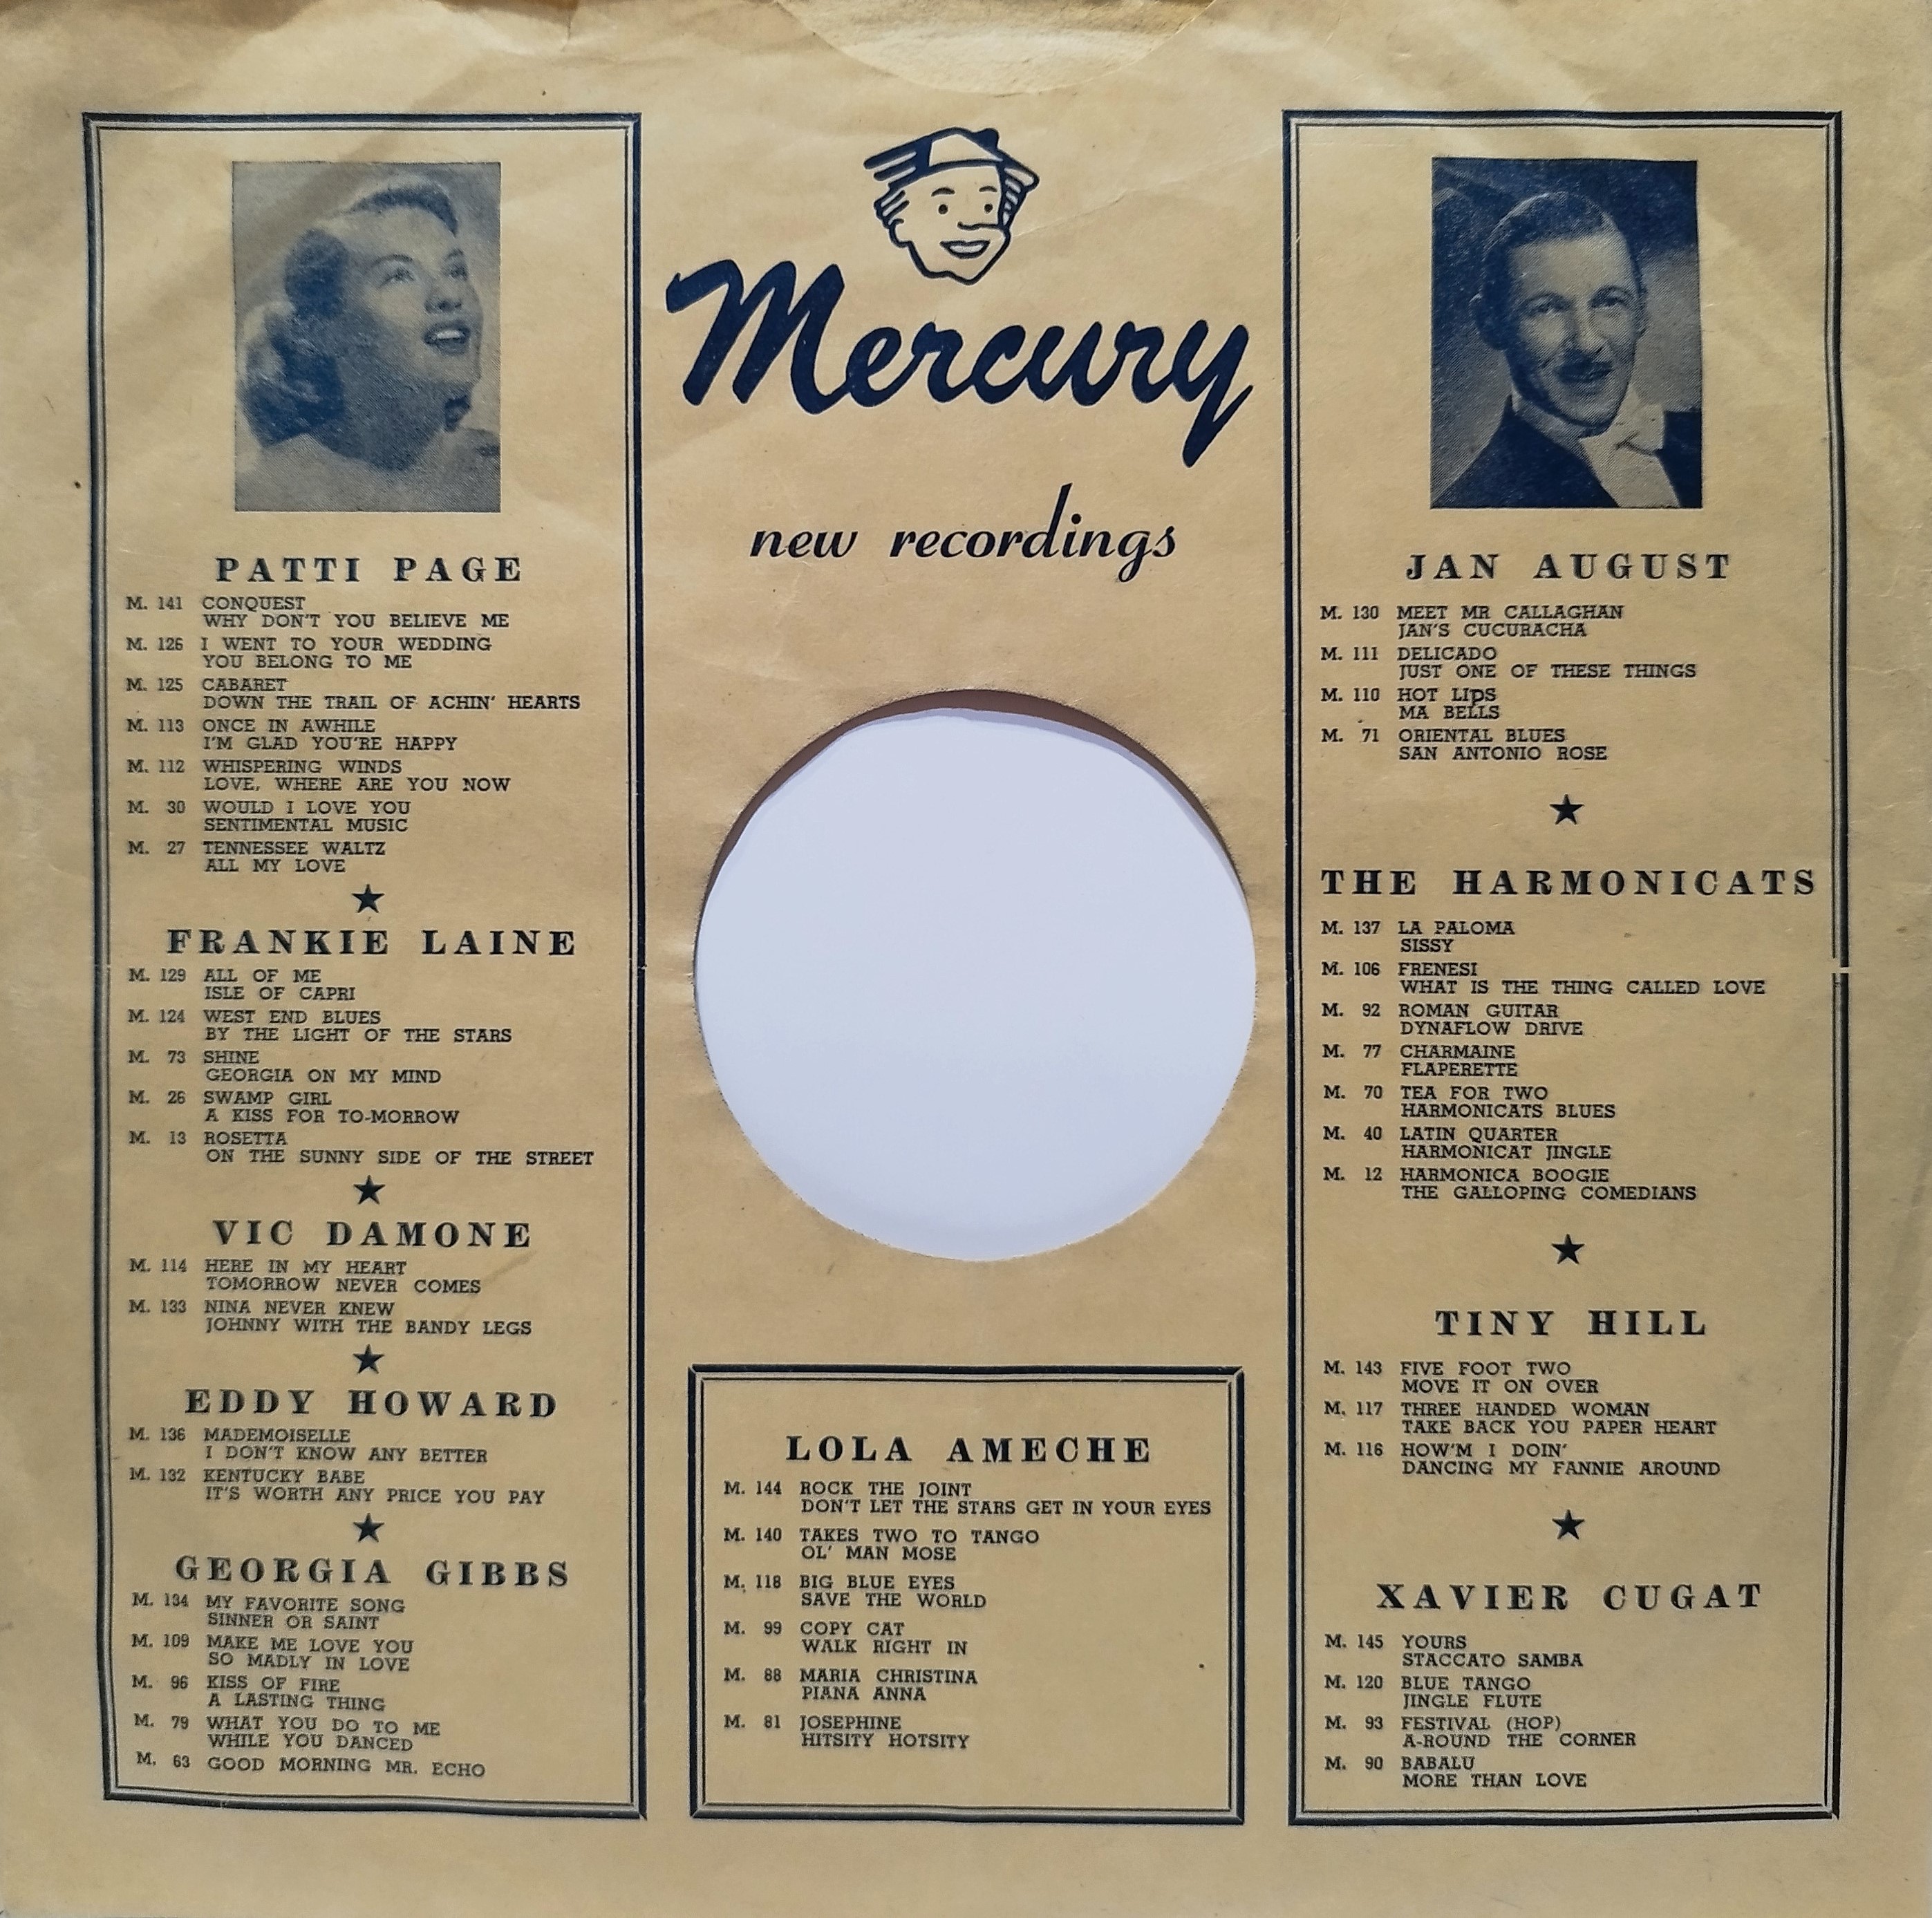 PATTI PAGE
M. 141 CONQUEST
WHY DON'T YOU BELIEVE ME
M. 126 I WENT TO YOUR WEDDING
YOU BELONG TO ME
M. 125 CABARET
DOWN THE TRAIL OF ACHIN' HEARTS
M. 113 ONCE IN AWHILE
I'M GLAD YOU'RE HAPPY
M. 112 WHISPERING WINDS
LOVE, WHERE ARE YOU NOW
M. 30 WOULD I LOVE YOU
SENTIMENTAL MUSIC
M. 27 TENNESSEE WALTZ
ALL MY LOVE
★
FRANKIE LAINE
M. 129 ALL OF ME
ISLE OF CAPRI
M. 124 WEST END BLUES
BY THE LIGHT OF THE STARS
M. 73 SHINE
GEORGIA ON MY MIND
M. 26 SWAMP GIRL
A KISS FOR TO-MORROW
M. 13 ROSETTA
ON THE SUNNY SIDE OF THE STREET
★
VIC DAMONE
M. 114 HERE IN MY HEART
TOMORROW NEVER COMES
M. 133 NINA NEVER KNEW
JOHNNY WITH THE BANDY LEGS
★
EDDY HOWARD
M. 136 MADEMOISELLE
I DON'T KNOW ANY BETTER
M. 132 KENTUCKY BABE
IT'S WORTH ANY PRICE YOU PAY
★
GEORGIA GIBBS
M. 134 MY FAVORITE SONG
SINNER OR SAINT
M. 109 MAKE ME LOVE YOU
SO MADLY IN LOVE
M. 96 KISS OF FIRE
A LASTING THING
M. 79 WHAT YOU DO TO ME
WHILE YOU DANCED
M. 63 GOOD MORNING MR. ECHO
Mercury
new recordings
LOLA AMECHE
M. 144 ROCK THE JOINT
DON'T LET THE STARS GET IN YOUR EYES
M. 140 TAKES TWO TO TANGO
OL' MAN MOSE
M. 118 BIG BLUE EYES
SAVE THE WORLD
M. 99 COPY CAT
WALK RIGHT IN
M. 88 MARIA CHRISTINA
PIANA ANNA
M. 81 JOSEPHINE
HITSITY HOTSITY
JAN AUGUST
M. 130 MEET MR CALLAGHAN
JAN'S CUCURACHA
M. 111 DELICADO
JUST ONE OF THESE THINGS
M. 110 HOT LIPS
MA BELLS
M. 71 ORIENTAL BLUES
SAN ANTONIO ROSE
★
THE HARMONICATS
M. 137 LA PALOMA
SISSY
M. 106 FRENESI
WHAT IS THE THING CALLED LOVE
M. 92 ROMAN GUITAR
DYNAFLOW DRIVE
M. 77 CHARMAINE
FLAPERETTE
M. 70 TEA FOR TWO
HARMONICATS BLUES
M. 40 LATIN QUARTER
HARMONICAT JINGLE
M. 12 HARMONICA BOOGIE
THE GALLOPING COMEDIANS
★
TINY HILL
M. 143 FIVE FOOT TWO
MOVE IT ON OVER
M. 117 THREE HANDED WOMAN
TAKE BACK YOU PAPER HEART
M. 116 HOW'M I DOIN'
DANCING MY FANNIE AROUND
★
XAVIER CUGAT
M. 145 YOURS
STACCATO SAMBA
M. 120 BLUE TANGO
JINGLE FLUTE
M. 93 FESTIVAL (HOP)
A-ROUND THE CORNER
M. 90 BABALU
MORE THAN LOVE